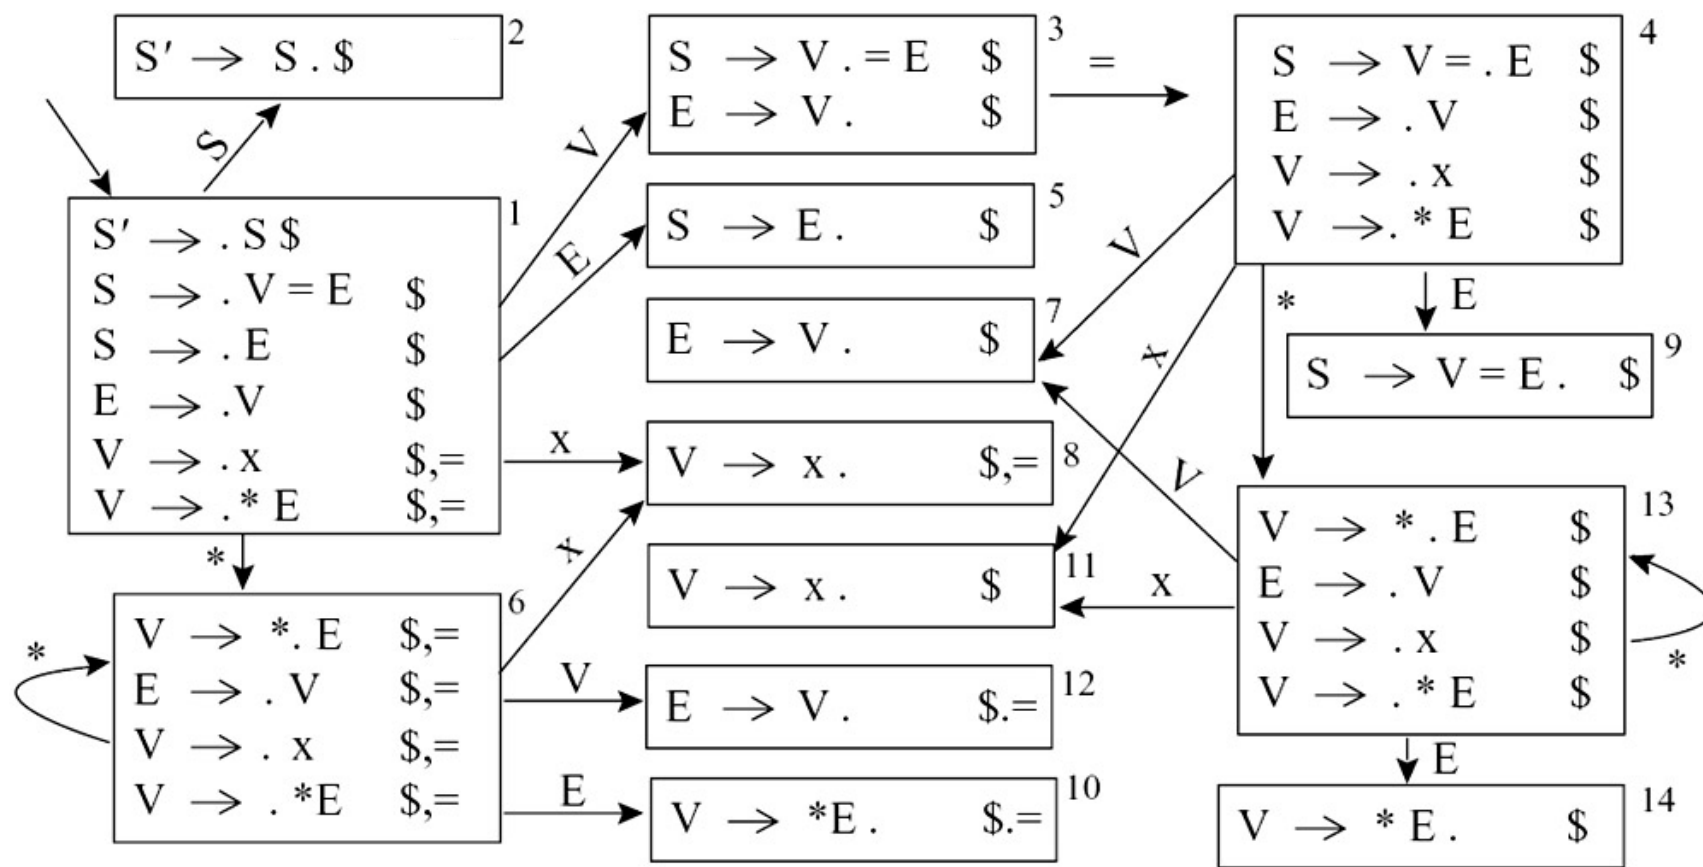 2
S′ → S . $
S
1
S′ → . S $
S → . V = E $
S → . E $
E → . V $
V → . x $,=
V → . * E $,=
*
6
V → *. E $,=
E → . V $,=
V → . x $,=
V → . *E $,=
*
V
E
x
x
V
E
3
S → V . = E $
E → V . $
=
5
S → E . $
7
E → V . $
8
V → x . $,=
11
V → x . $
12
E → V . $.=
10
V → *E . $.=
4
S → V = . E $
E → . V $
V → . x $
V → . * E $
V
x
*
E
9
S → V = E . $
V
x
13
V → * . E $
E → . V $
V → . x $
V → . * E $
*
E
14
V → * E . $